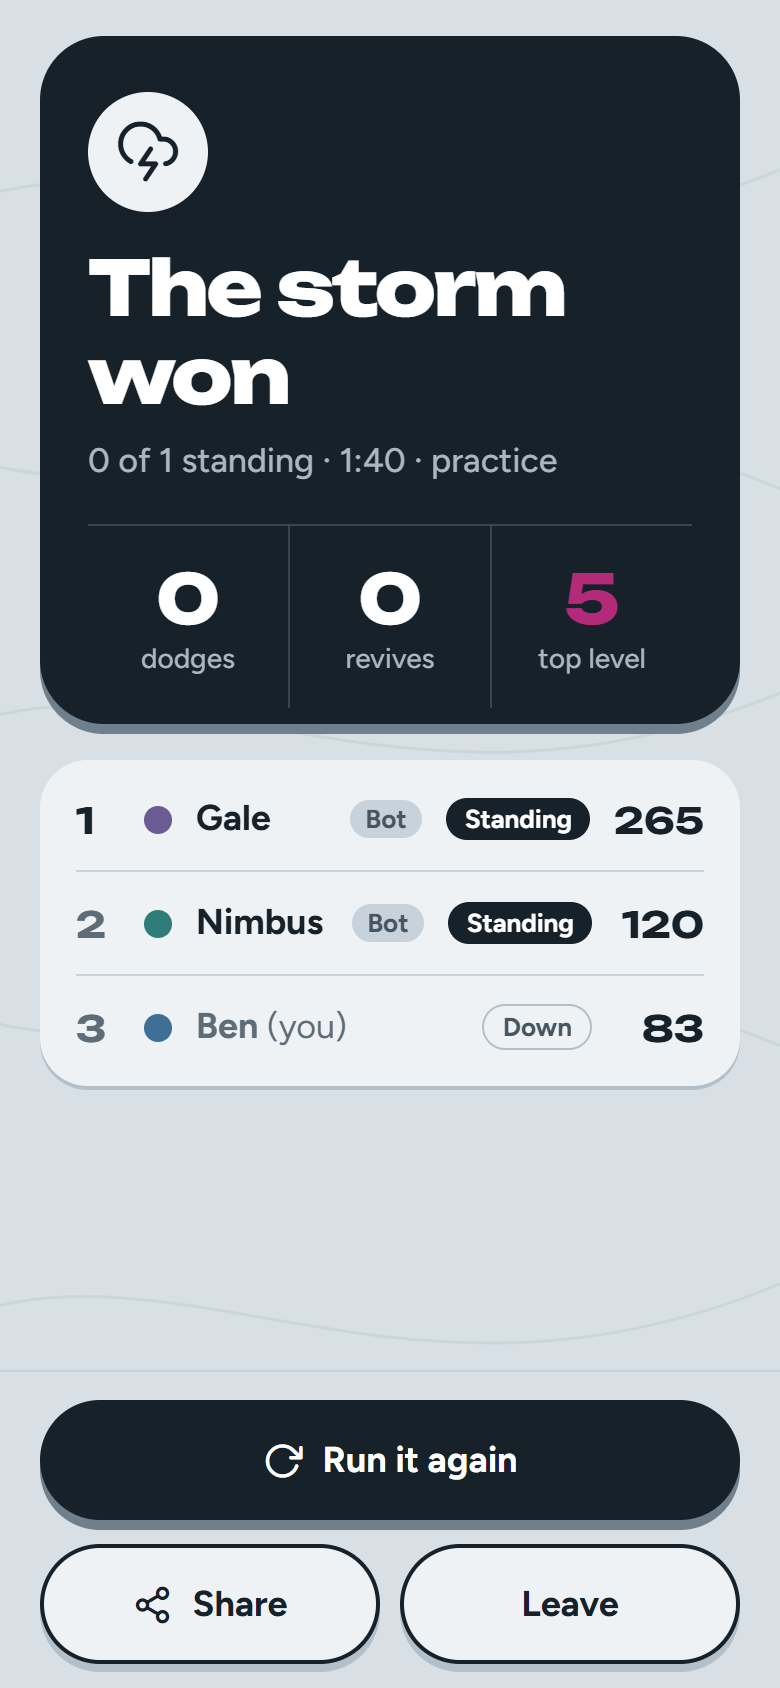 The storm
won
0 of 1 standing · 1:40 · practice
0 0 5
dodges revives top level
1 Gale Bot Standing 265
2 Nimbus Bot Standing 120
3 Ben (you) Down 83
Run it again
Share Leave